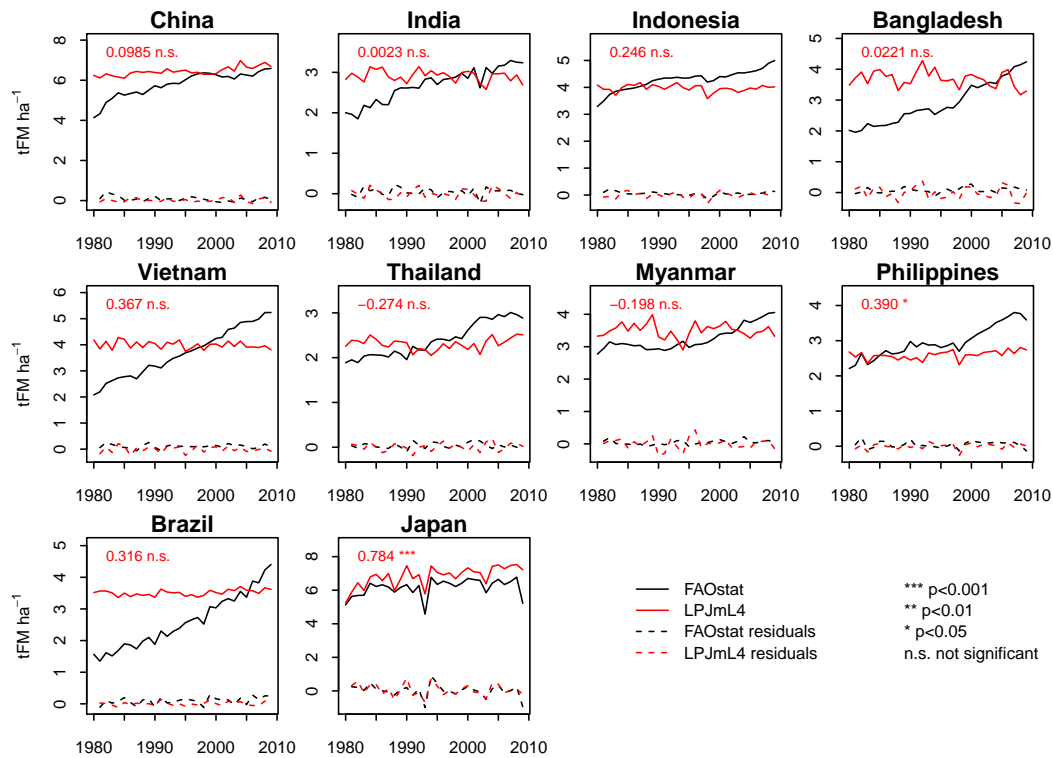 China India Indonesia Bangladesh
0.0985 n.s. 0.0023 n.s. 0.246 n.s. 0.0221 n.s.
tFM ha⁻¹
0 2 4 6 8
0 1 2 3
0 1 2 3 4 5
0 1 2 3 4 5
1980 1990 2000 2010 1980 1990 2000 2010 1980 1990 2000 2010 1980 1990 2000 2010
Vietnam Thailand Myanmar Philippines
0.367 n.s. −0.274 n.s. −0.198 n.s. 0.390 *
tFM ha⁻¹
0 1 2 3 4 5 6
0 1 2 3
0 1 2 3 4
0 1 2 3 4
1980 1990 2000 2010 1980 1990 2000 2010 1980 1990 2000 2010 1980 1990 2000 2010
Brazil Japan
0.316 n.s. 0.784 ***
tFM ha⁻¹
0 1 2 3 4 5
0 2 4 6 8
1980 1990 2000 2010 1980 1990 2000 2010
FAOstat *** p<0.001
LPJmL4 ** p<0.01
FAOstat residuals * p<0.05
LPJmL4 residuals n.s. not significant